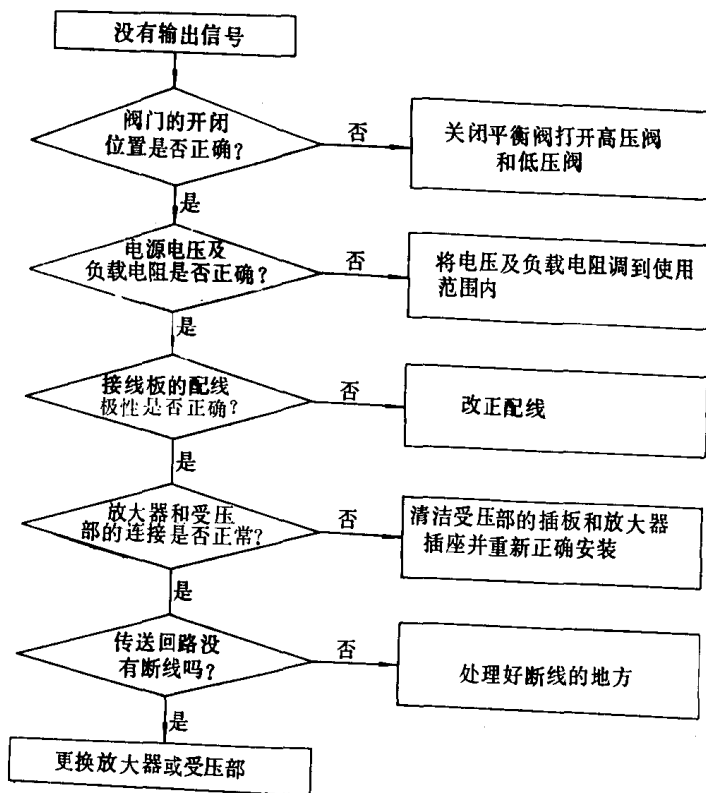 没有输出信号
阀门的开闭
位置是否正确？
否
关闭平衡阀打开高压阀
和低压阀
是
电源电压及
负载电阻是否正确？
否
将电压及负载电阻调到使用
范围内
是
接线板的配线
极性是否正确？
否
改正配线
是
放大器和受压
部的连接是否正常？
否
清洁受压部的插板和放大器
插座并重新正确安装
是
传送回路没
有断线吗？
否
处理好断线的地方
是
更换放大器或受压部